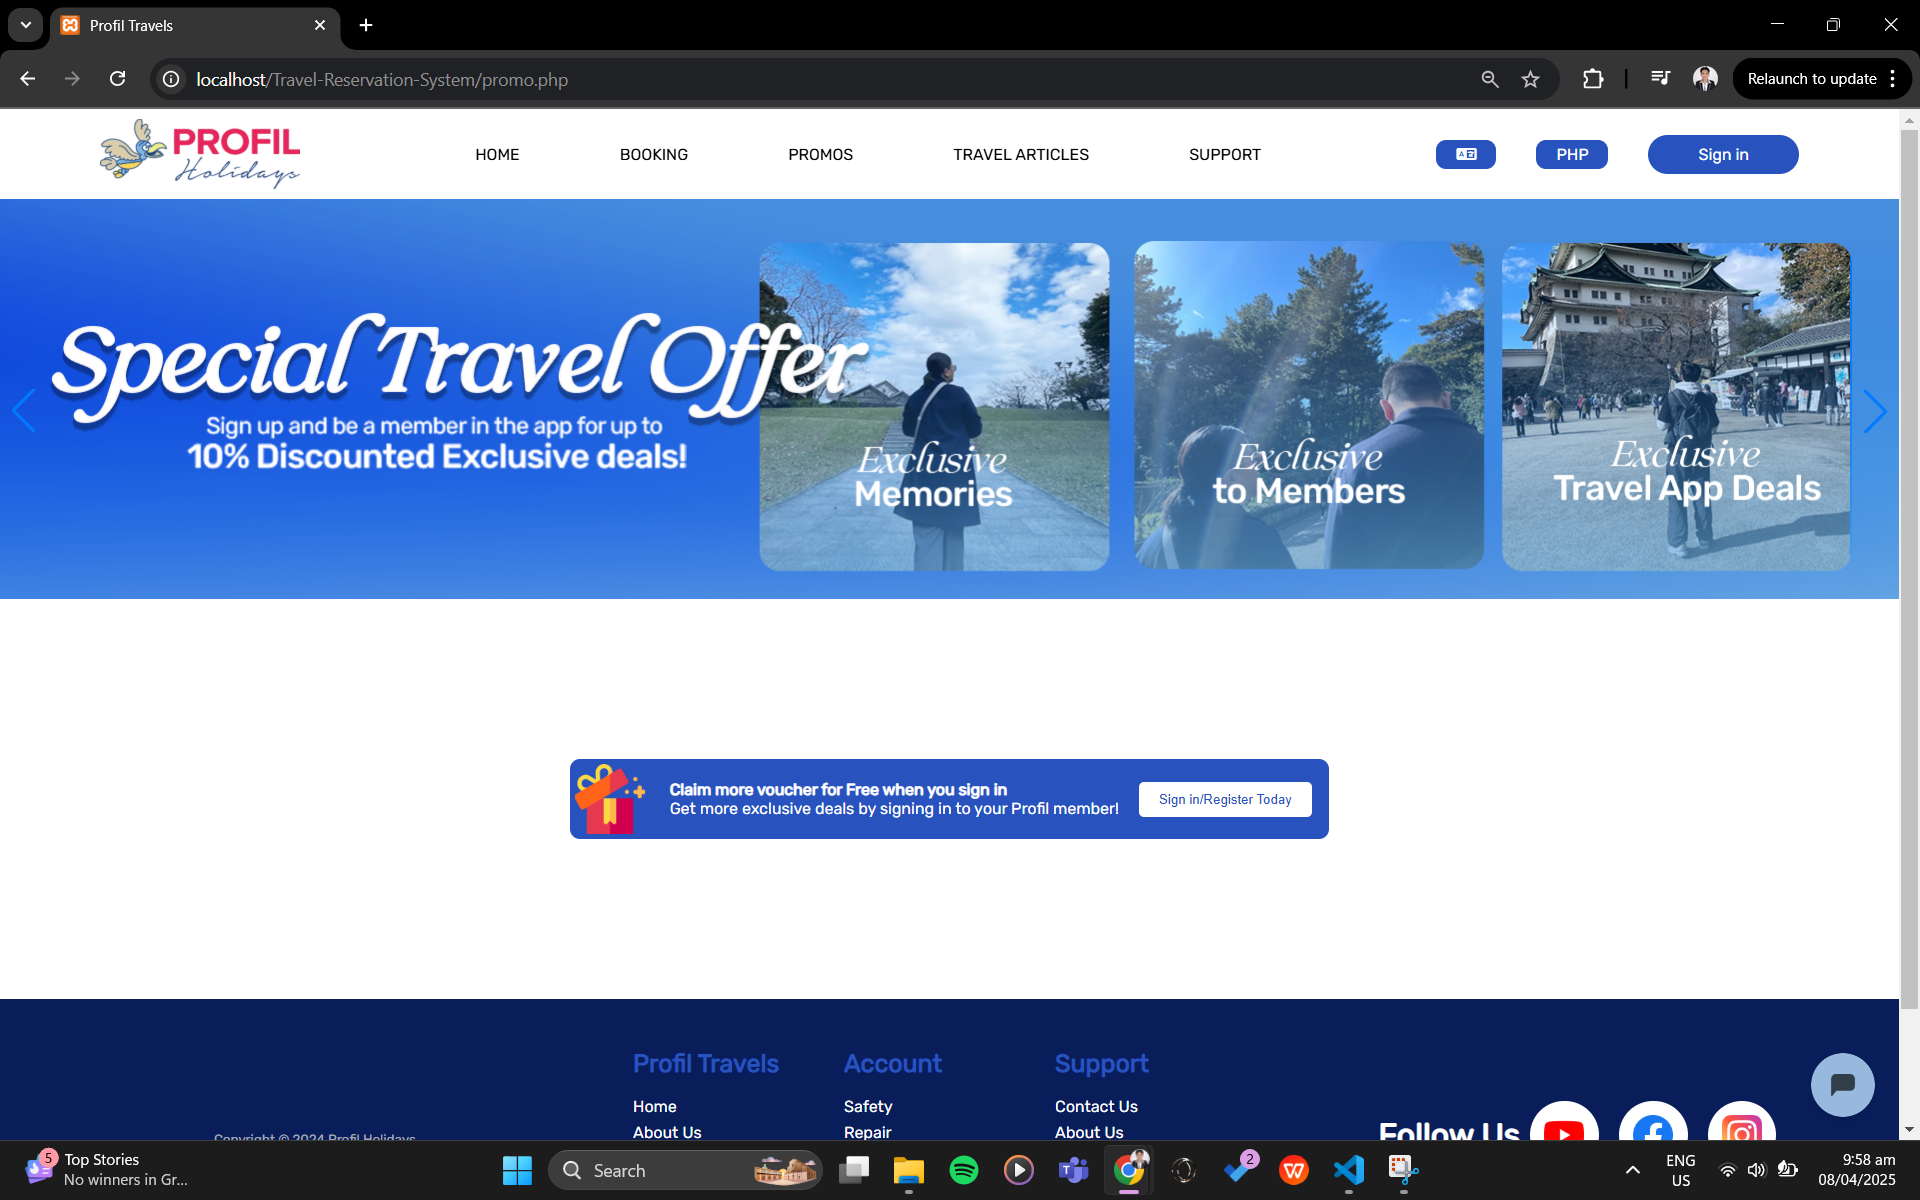 Profil Travels
localhost/Travel-Reservation-System/promo.php
Relaunch to update
PROFIL
Holidays
HOME
BOOKING
PROMOS
TRAVEL ARTICLES
SUPPORT
PHP
Sign in
Special Travel Offer
Sign up and be a member in the app for up to
10% Discounted Exclusive deals!
Exclusive
Memories
Exclusive
to Members
Exclusive
Travel App Deals
Claim more voucher for Free when you sign in
Get more exclusive deals by signing in to your Profil member!
Sign in/Register Today
Profil Travels
Home
About Us
Account
Safety
Repair
Support
Contact Us
About Us
Copyright © 2024 Profil Holidays
Follow Us
5
Top Stories
No winners in Gr...
Search
2
ENG
US
9:58 am
08/04/2025